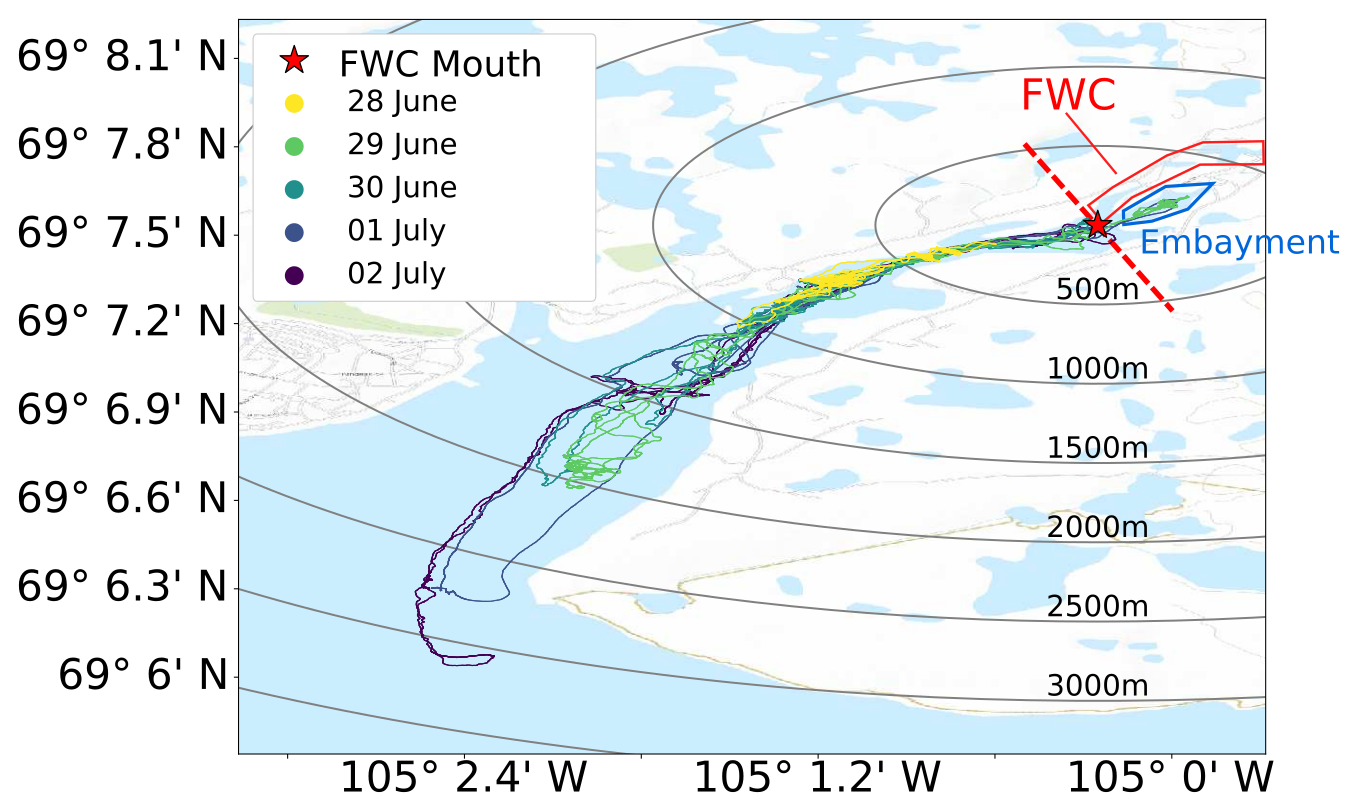 69° 8.1' N
69° 7.8' N
69° 7.5' N
69° 7.2' N
69° 6.9' N
69° 6.6' N
69° 6.3' N
69° 6' N
FWC Mouth
28 June
29 June
30 June
01 July
02 July
FWC
Embayment
500m
1000m
1500m
2000m
2500m
3000m
105° 2.4' W
105° 1.2' W
105° 0' W